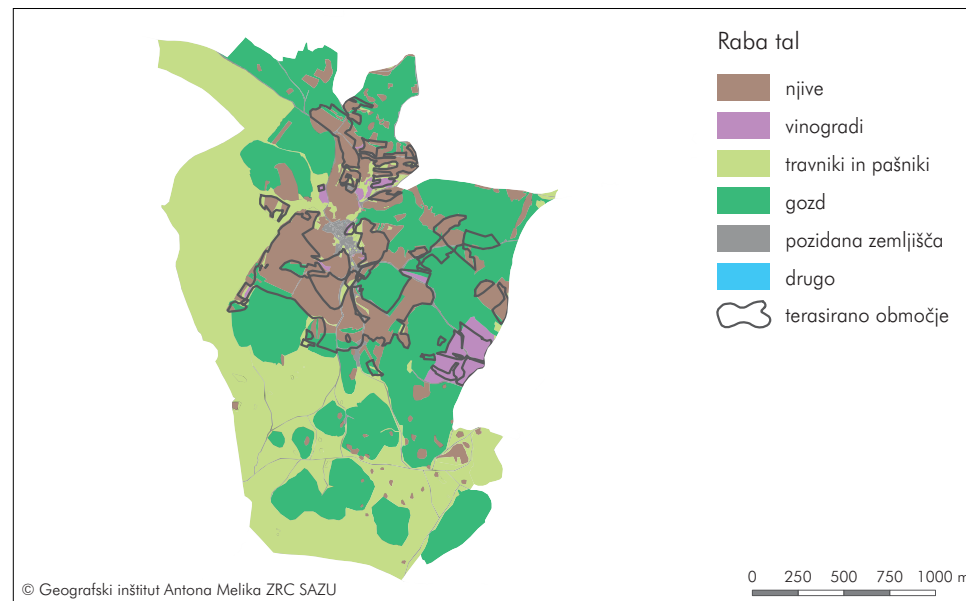 Raba tal
njive
vinogradi
travniki in pašniki
gozd
pozidana zemljišča
drugo
terasirano območje
© Geografski inštitut Antona Melika ZRC SAZU
0 250 500 750 1000 m